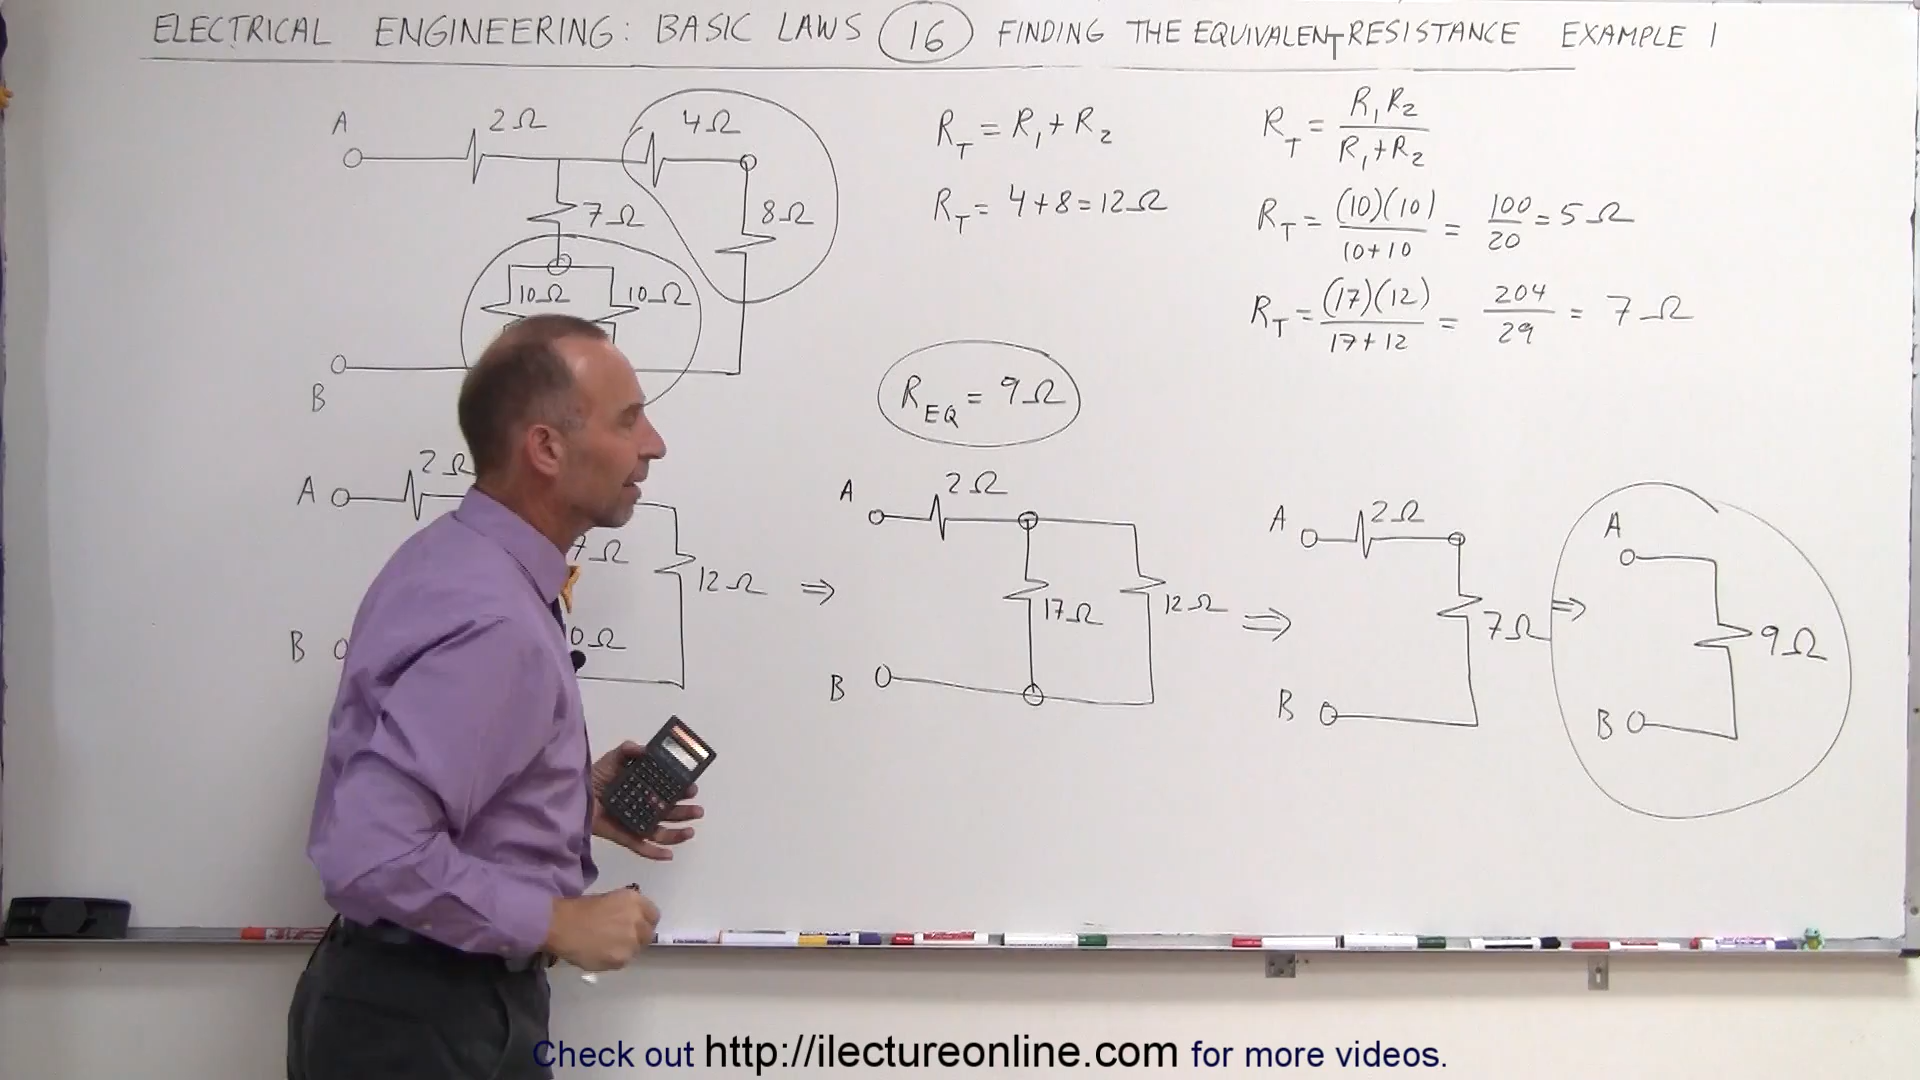 ELECTRICAL ENGINEERING: BASIC LAWS 16 FINDING THE EQUIVALENT RESISTANCE EXAMPLE 1
A 2Ω 4Ω
7Ω 8Ω
10Ω 10Ω
B
R_T = R_1 + R_2
R_T = 4+8 = 12Ω
R_T = R_1 R_2 / R_1+R_2
R_T = (10)(10) / 10+10 = 100/20 = 5Ω
R_T = (17)(12) / 17+12 = 204/29 = 7Ω
R_EQ = 9Ω
A 2Ω
7Ω 12Ω
B 0Ω
⇒
A 2Ω
17Ω 12Ω
B
⇒
A 2Ω
7Ω
B
⇒
A
9Ω
B
Check out http://ilectureonline.com for more videos.